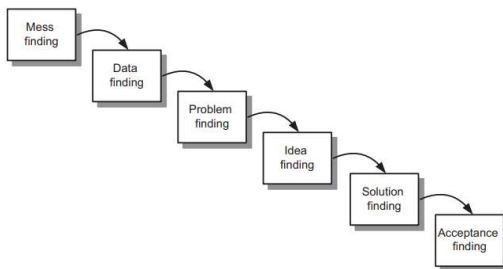 Mess
finding
Data
finding
Problem
finding
Idea
finding
Solution
finding
Acceptance
finding